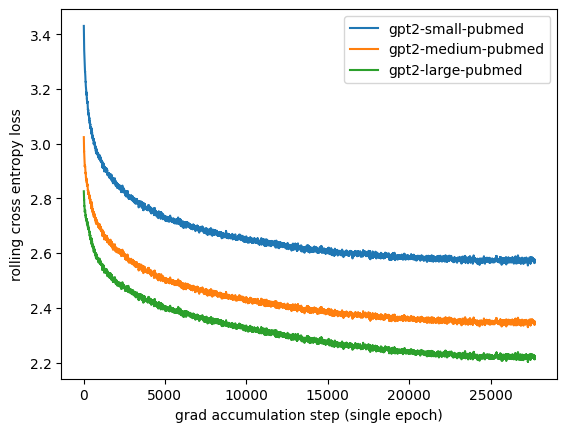 3.4
3.2
3.0
2.8
2.6
2.4
2.2
rolling cross entropy loss
gpt2-small-pubmed
gpt2-medium-pubmed
gpt2-large-pubmed
0 5000 10000 15000 20000 25000
grad accumulation step (single epoch)